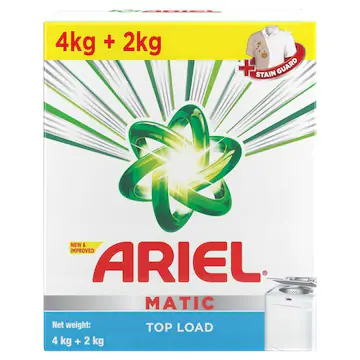 4kg + 2kg
+ STAIN GUARD
NEW &
IMPROVED
ARIEL®
MATIC
Net weight:
4 kg + 2 kg
TOP LOAD